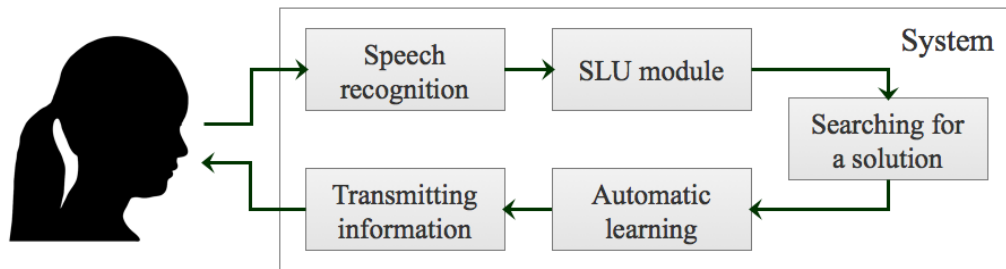 System
Speech
recognition
SLU module
Searching for
a solution
Automatic
learning
Transmitting
information